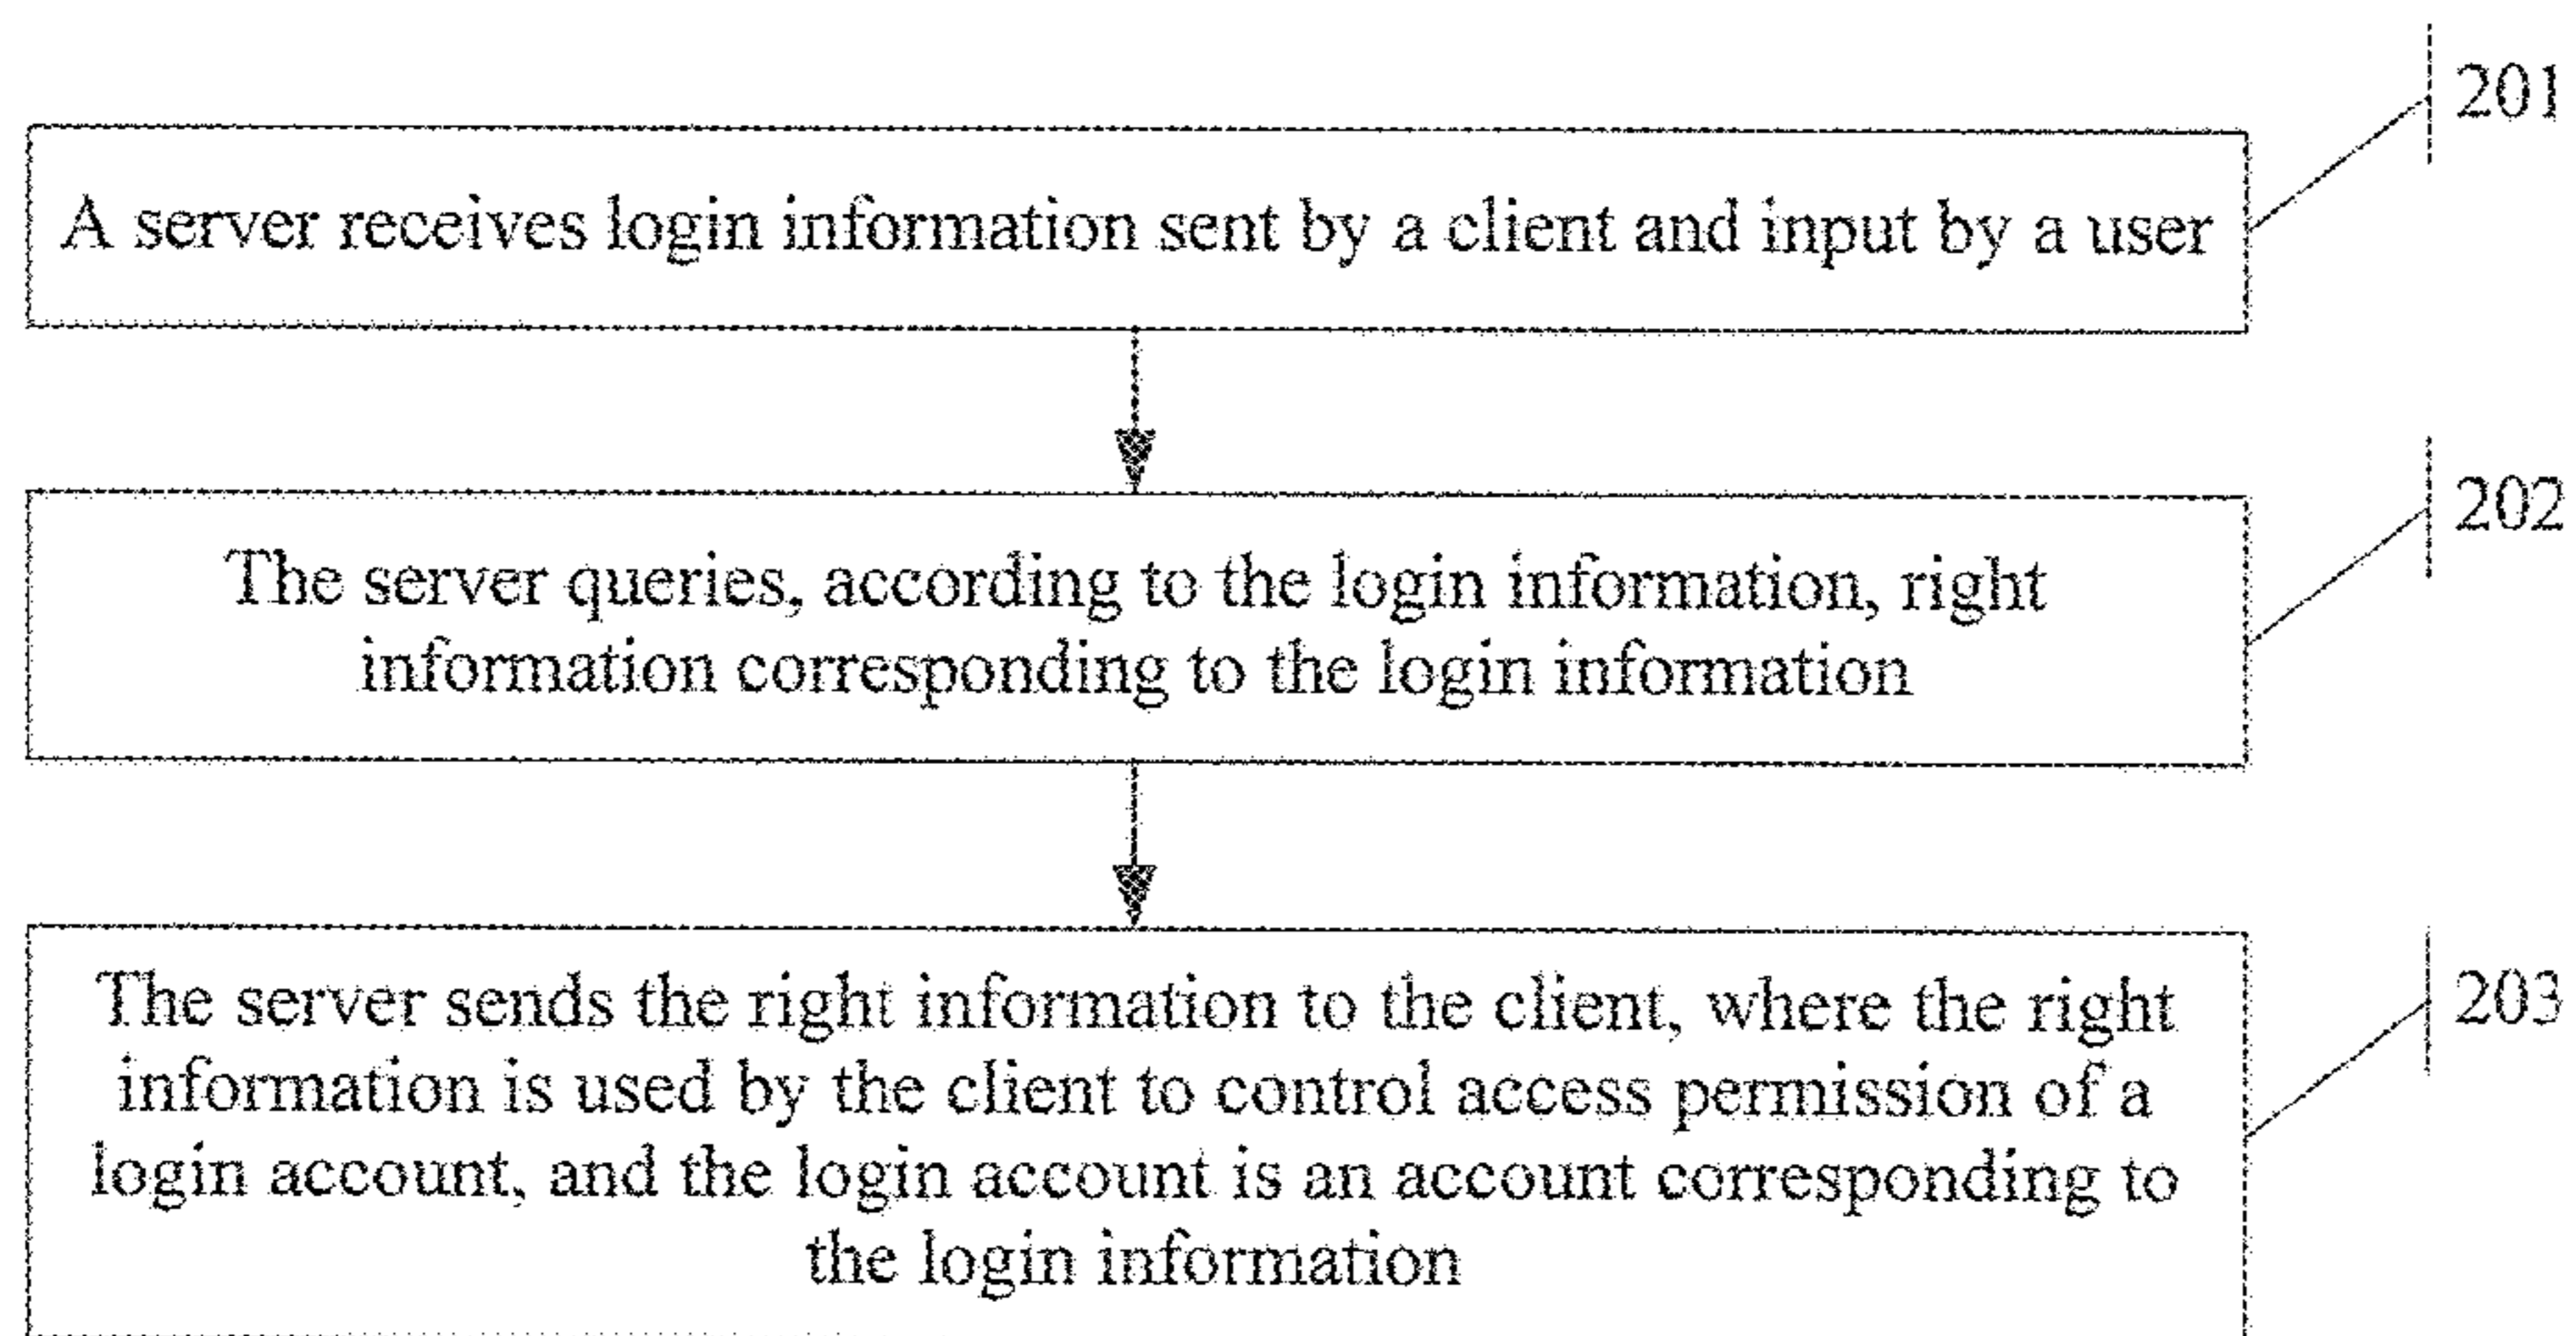 201
A server receives login information sent by a client and input by a user
202
The server queries, according to the login information, right
information corresponding to the login information
203
The server sends the right information to the client, where the right
information is used by the client to control access permission of a
login account, and the login account is an account corresponding to
the login information